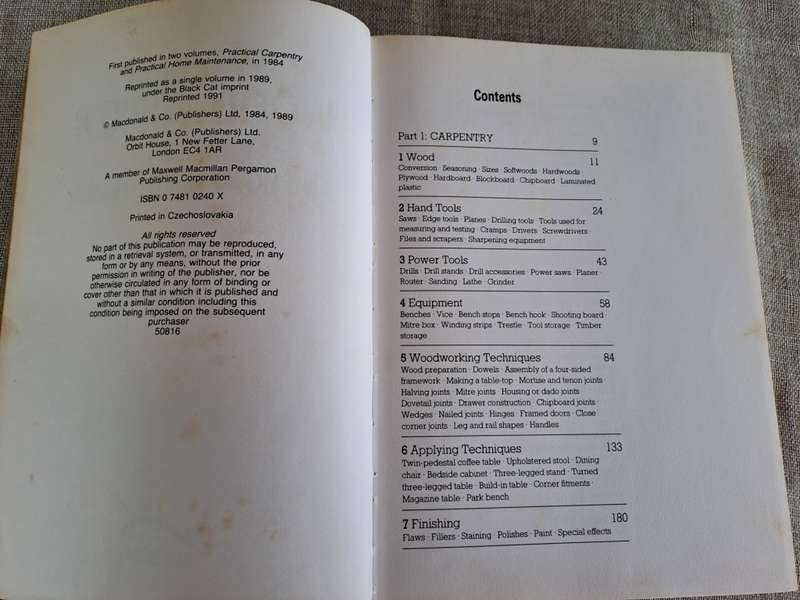 First published in two volumes, Practical Carpentry
and Practical Home Maintenance, in 1984
Reprinted as a single volume in 1989,
under the Black Cat imprint
Reprinted 1991
© Macdonald & Co. (Publishers) Ltd, 1984, 1989
Macdonald & Co. (Publishers) Ltd.
Orbit House, 1 New Fetter Lane,
London EC4 1AR
A member of Maxwell Macmillan Pergamon
Publishing Corporation
ISBN 0 7481 0240 X
Printed in Czechoslovakia
All rights reserved
No part of this publication may be reproduced,
stored in a retrieval system, or transmitted, in any
form or by any means, without the prior
permission in writing of the publisher, nor be
otherwise circulated in any form of binding or
cover other than that in which it is published and
without a similar condition including this
condition being imposed on the subsequent
purchaser
50816
Contents
Part 1: CARPENTRY 9
1 Wood 11
Conversion · Seasoning · Sizes · Softwoods · Hardwoods ·
Plywood · Hardboard · Blockboard · Chipboard · Laminated
plastic
2 Hand Tools 24
Saws · Edge tools · Planes · Drilling tools · Tools used for
measuring and testing · Cramps · Drivers · Screwdrivers ·
Files and scrapers · Sharpening equipment
3 Power Tools 43
Drills · Drill stands · Drill accessories · Power saws · Planer ·
Router · Sanding · Lathe · Grinder
4 Equipment 58
Benches · Vice · Bench stops · Bench hook · Shooting board ·
Mitre box · Winding strips · Trestle · Tool storage · Timber
storage
5 Woodworking Techniques 84
Wood preparation · Dowels · Assembly of a four-sided
framework · Making a table-top · Mortise and tenon joints ·
Halving joints · Mitre joints · Housing or dado joints ·
Dovetail joints · Drawer construction · Chipboard joints ·
Wedges · Nailed joints · Hinges · Framed doors · Close
corner joints · Leg and rail shapes · Handles
6 Applying Techniques 133
Twin-pedestal coffee table · Upholstered stool · Dining
chair · Bedside cabinet · Three-legged stand · Turned
three-legged table · Build-in table · Corner fitments ·
Magazine table · Park bench
7 Finishing 180
Flaws · Fillers · Staining · Polishes · Paint · Special effects